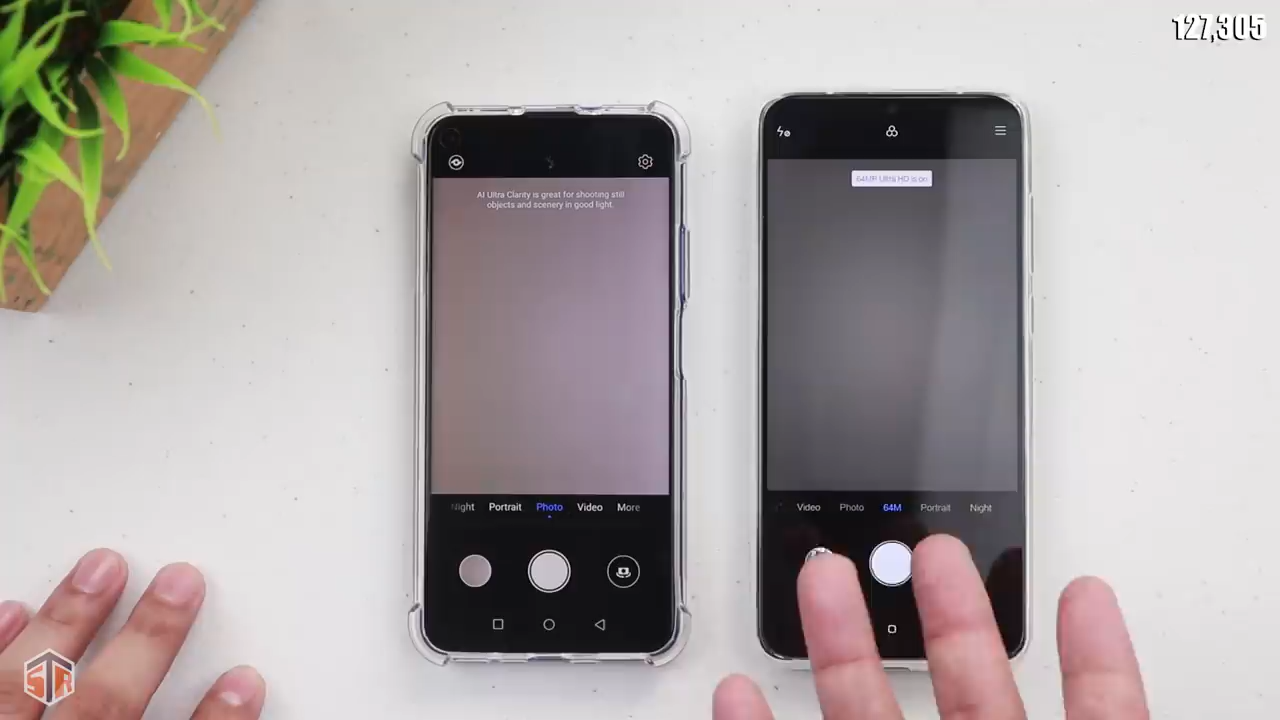 127,305
AI Ultra Clarity is great for shooting still
objects and scenery in good light.
64MP Ultra HD is on
Night Portrait Photo Video More
Video Photo 64M Portrait Night
STR